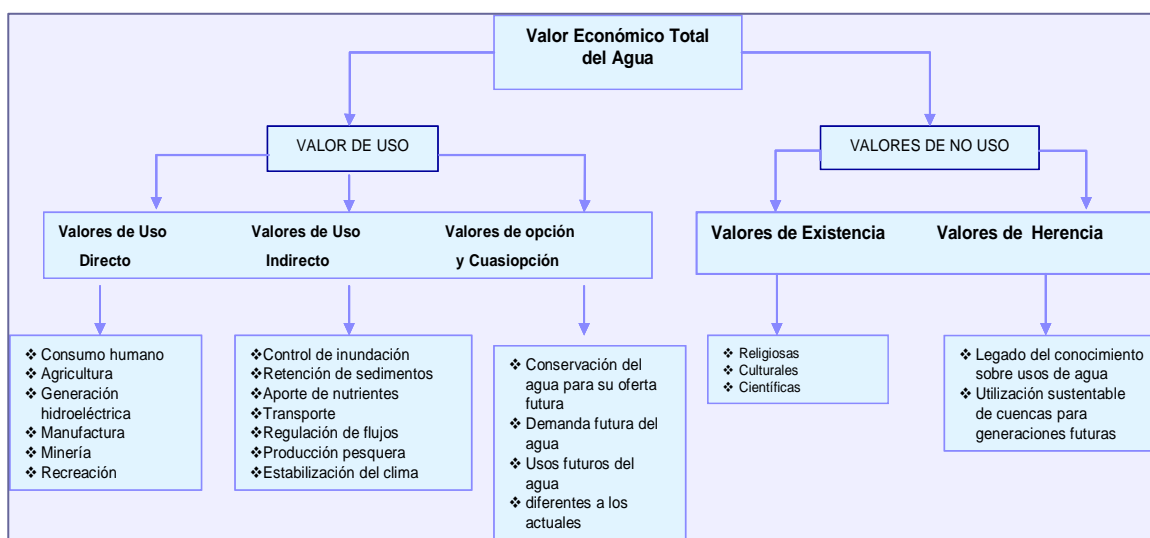 Valor Económico Total
del Agua
VALOR DE USO
VALORES DE NO USO
Valores de Uso
Directo
Valores de Uso
Indirecto
Valores de opción
y Cuasiopción
Valores de Existencia
Valores de Herencia
❖ Consumo humano
❖ Agricultura
❖ Generación
hidroeléctrica
❖ Manufactura
❖ Minería
❖ Recreación
❖Control de inundación
❖Retención de sedimentos
❖Aporte de nutrientes
❖Transporte
❖Regulación de flujos
❖Producción pesquera
❖Estabilización del clima
❖ Conservación del
agua para su oferta
futura
❖ Demanda futura del
agua
❖ Usos futuros del
agua
❖ diferentes a los
actuales
❖ Religiosas
❖ Culturales
❖ Científicas
❖ Legado del conocimiento
sobre usos de agua
❖ Utilización sustentable
de cuencas para
generaciones futuras